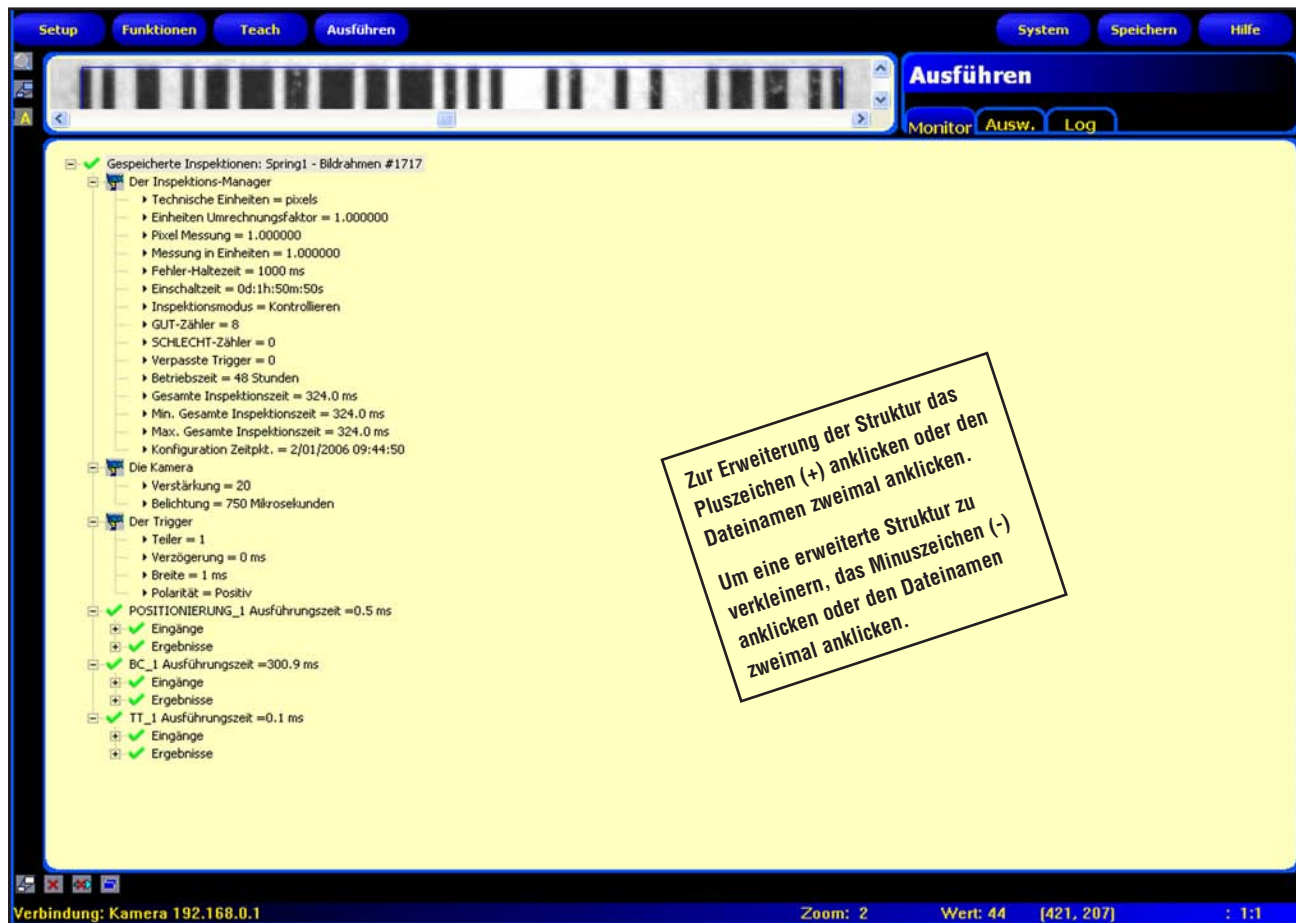 Setup Funktionen Teach Ausführen System Speichern Hilfe
A
Ausführen
Monitor Ausw. Log
Gespeicherte Inspektionen: Spring1 - Bildrahmen #1717
Der Inspektions-Manager
Technische Einheiten = pixels
Einheiten Umrechnungsfaktor = 1.000000
Pixel Messung = 1.000000
Messung in Einheiten = 1.000000
Fehler-Haltezeit = 1000 ms
Einschaltzeit = 0d:1h:50m:50s
Inspektionsmodus = Kontrollieren
GUT-Zähler = 8
SCHLECHT-Zähler = 0
Verpasste Trigger = 0
Betriebszeit = 48 Stunden
Gesamte Inspektionszeit = 324.0 ms
Min. Gesamte Inspektionszeit = 324.0 ms
Max. Gesamte Inspektionszeit = 324.0 ms
Konfiguration Zeitpkt. = 2/01/2006 09:44:50
Die Kamera
Verstärkung = 20
Belichtung = 750 Mikrosekunden
Der Trigger
Teiler = 1
Verzögerung = 0 ms
Breite = 1 ms
Polarität = Positiv
POSITIONIERUNG_1 Ausführungszeit =0.5 ms
Eingänge
Ergebnisse
BC_1 Ausführungszeit =300.9 ms
Eingänge
Ergebnisse
TT_1 Ausführungszeit =0.1 ms
Eingänge
Ergebnisse
Zur Erweiterung der Struktur das
Pluszeichen (+) anklicken oder den
Dateinamen zweimal anklicken.
Um eine erweiterte Struktur zu
verkleinern, das Minuszeichen (-)
anklicken oder den Dateinamen
zweimal anklicken.
Verbindung: Kamera 192.168.0.1 Zoom: 2 Wert: 44 (421, 207) : 1:1